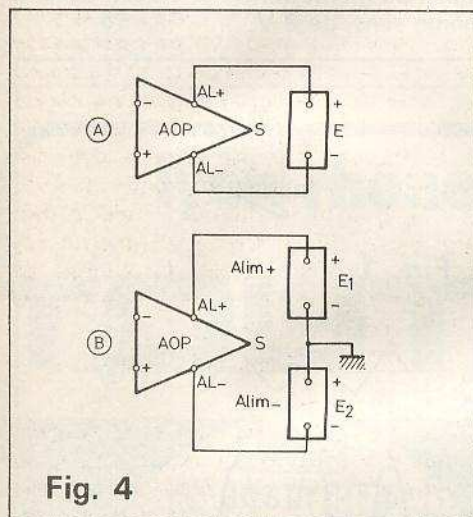 AL+
+
-
A
AOP
S
E
+
AL-
-
Alim+
+
AL+
E1
-
-
B
AOP
S
+
+
AL-
E2
Alim-
-
Fig. 4